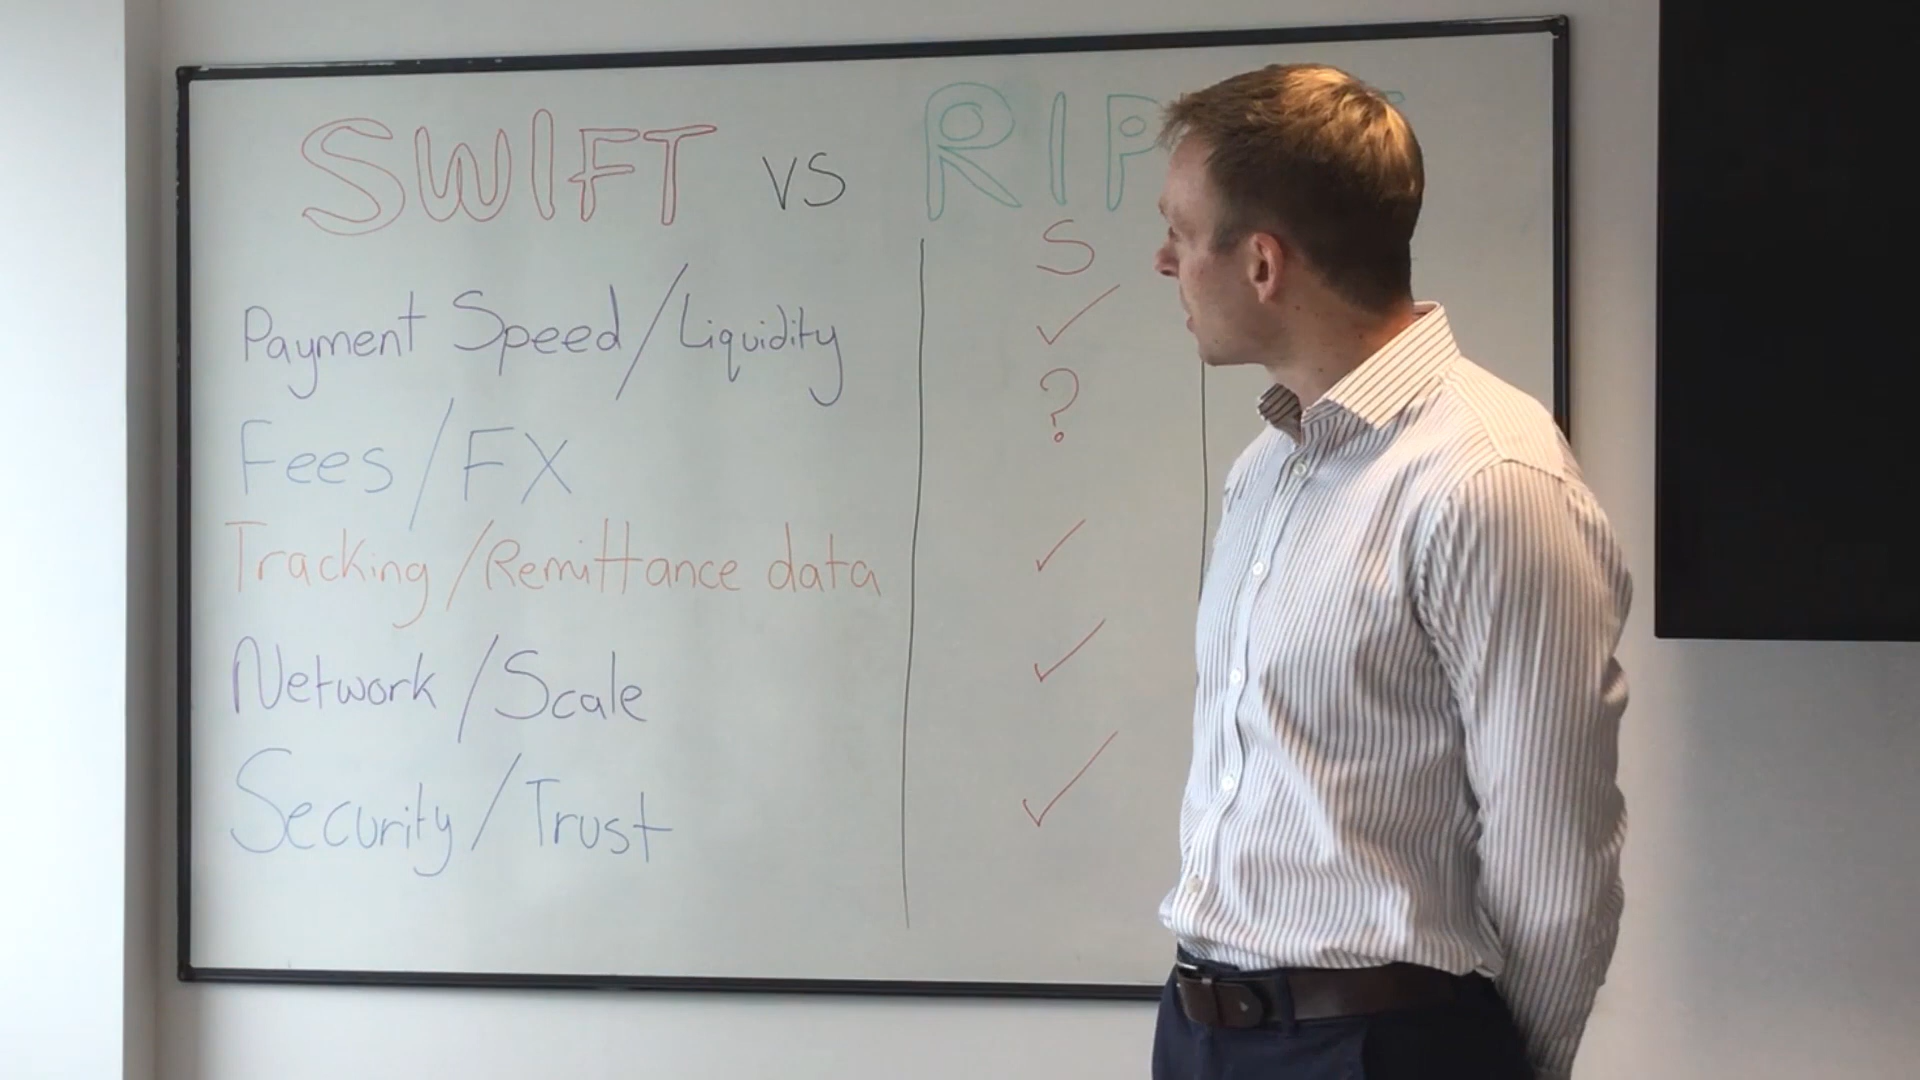 SWIFT vs RIP
S
Payment Speed/Liquidity ✓
Fees/FX ?
Tracking/Remittance data ✓
Network/Scale ✓
Security/Trust ✓